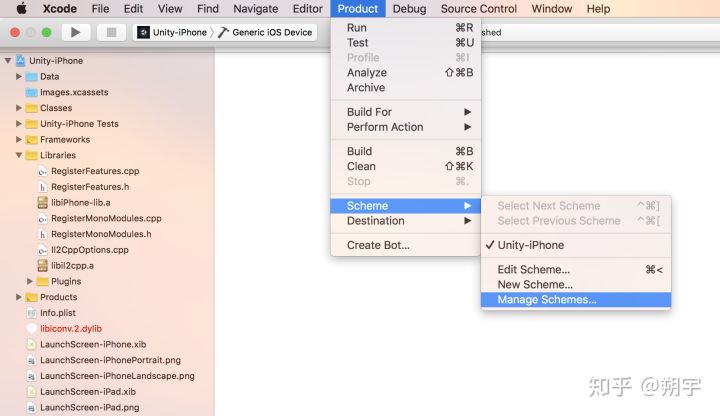 Xcode File Edit View Find Navigate Editor Product Debug Source Control Window Help
Unity-iPhone Generic iOS Device
shed
Unity-iPhone
Data
Images.xcassets
Classes
Unity-iPhone Tests
Frameworks
Libraries
RegisterFeatures.cpp
RegisterFeatures.h
libiPhone-lib.a
RegisterMonoModules.cpp
RegisterMonoModules.h
Il2CppOptions.cpp
libil2cpp.a
Plugins
Products
Info.plist
libiconv.2.dylib
LaunchScreen-iPhone.xib
LaunchScreen-iPhonePortrait.png
LaunchScreen-iPhoneLandscape.png
LaunchScreen-iPad.xib
LaunchScreen-iPad.png
Run ⌘R
Test ⌘U
Profile ⌘I
Analyze ⇧⌘B
Archive
Build For
Perform Action
Build ⌘B
Clean ⇧⌘K
Stop ⌘.
Scheme
Destination
Create Bot...
Select Next Scheme ^⌘]
Select Previous Scheme ^⌘[
✓ Unity-iPhone
Edit Scheme... ⌘<
New Scheme...
Manage Schemes...
知乎 @朔宇